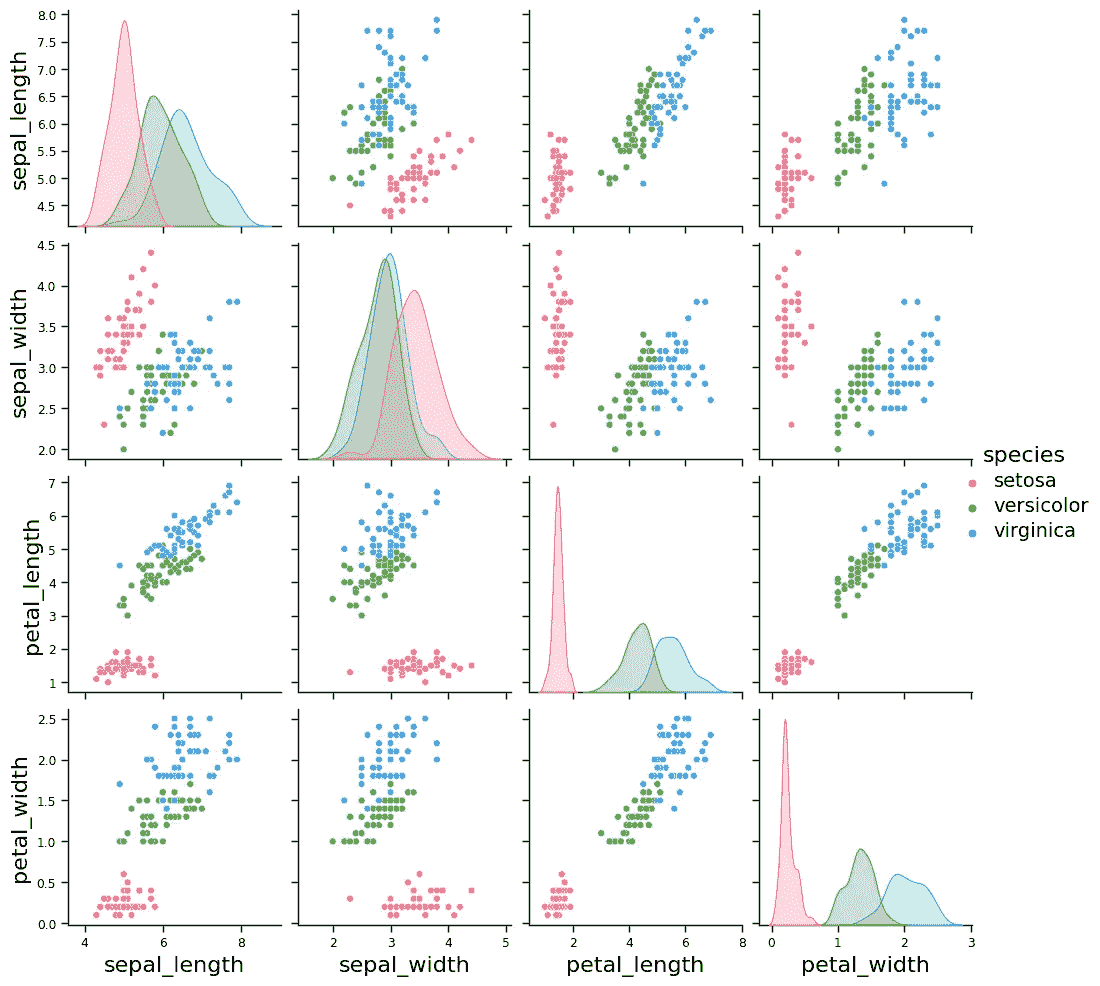 8.0
7.5
7.0
6.5
6.0
5.5
5.0
4.5
sepal_length
4.5
4.0
3.5
3.0
2.5
2.0
sepal_width
species
setosa
versicolor
virginica
7
6
5
4
3
2
1
petal_length
2.5
2.0
1.5
1.0
0.5
0.0
petal_width
4 6 8
2 3 4 5
2 4 6 8
0 1 2 3
sepal_length
sepal_width
petal_length
petal_width